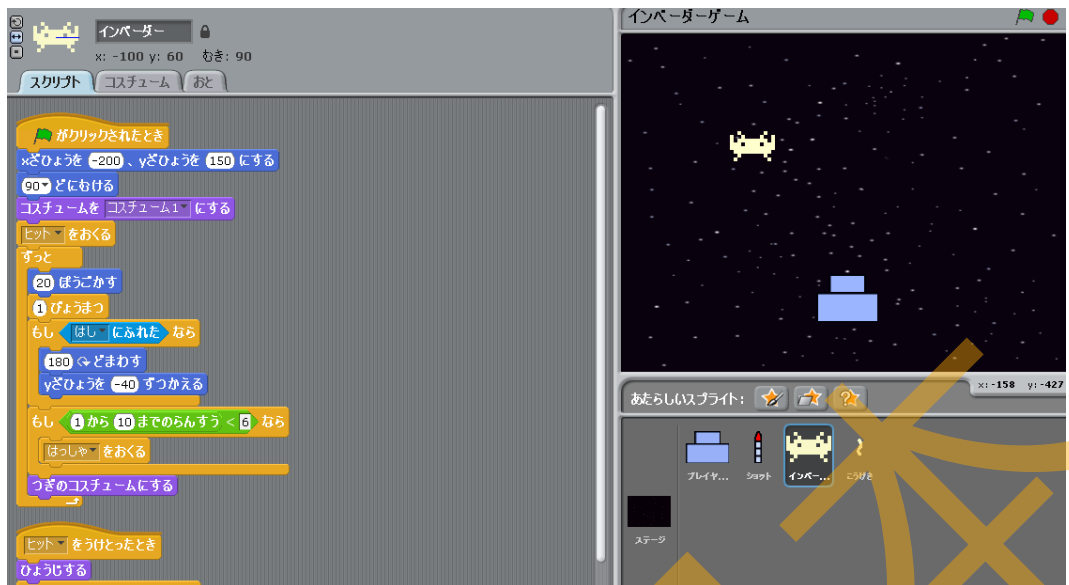 インベーダー
x: -100 y: 60 むき: 90
スクリプト コスチューム おと
がクリックされたとき
xざひょうを -200 、yざひょうを 150 にする
90 どにむける
コスチュームを コスチューム1 にする
ヒット をおくる
ずっと
20 ほうごかす
1 びょうまつ
もし はし にふれた なら
180 どまわす
yざひょうを -40 ずつかえる
もし 1 から 10 までのらんすう < 6 なら
はっしゃ をおくる
つぎのコスチュームにする
ヒット をうけとったとき
ひょうじする
インベーダーゲーム
x: -158 y: -427
あたらしいスプライト:
プレイヤ... ショット インベー... こうげき
ステージ